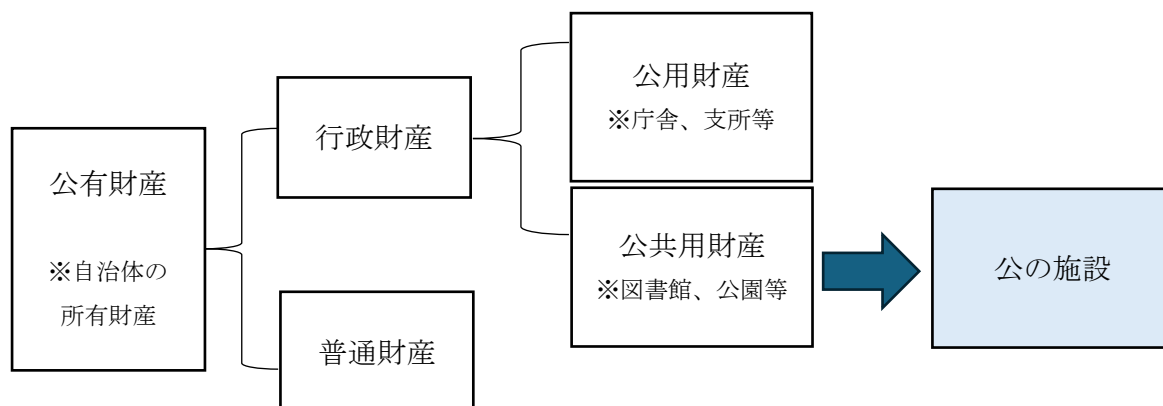 公有財産
※自治体の
所有財産
行政財産
普通財産
公用財産
※庁舎、支所等
公共用財産
※図書館、公園等
公の施設